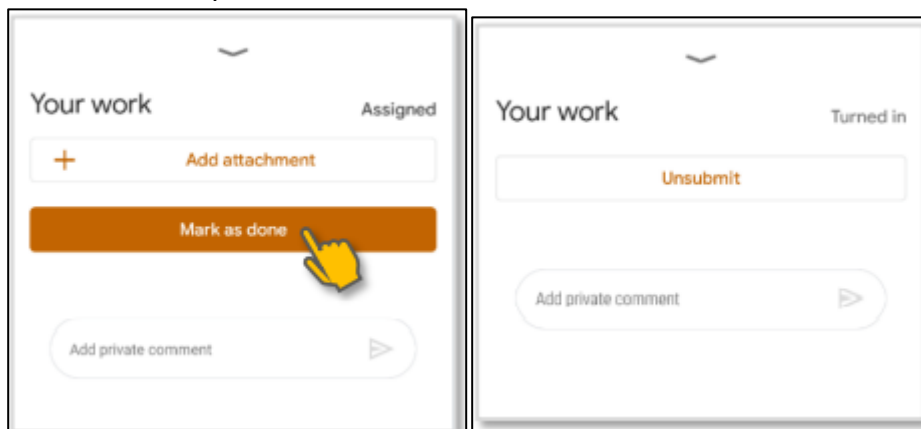 Your work
Assigned
+ Add attachment
Mark as done
Add private comment
Your work
Turned in
Unsubmit
Add private comment